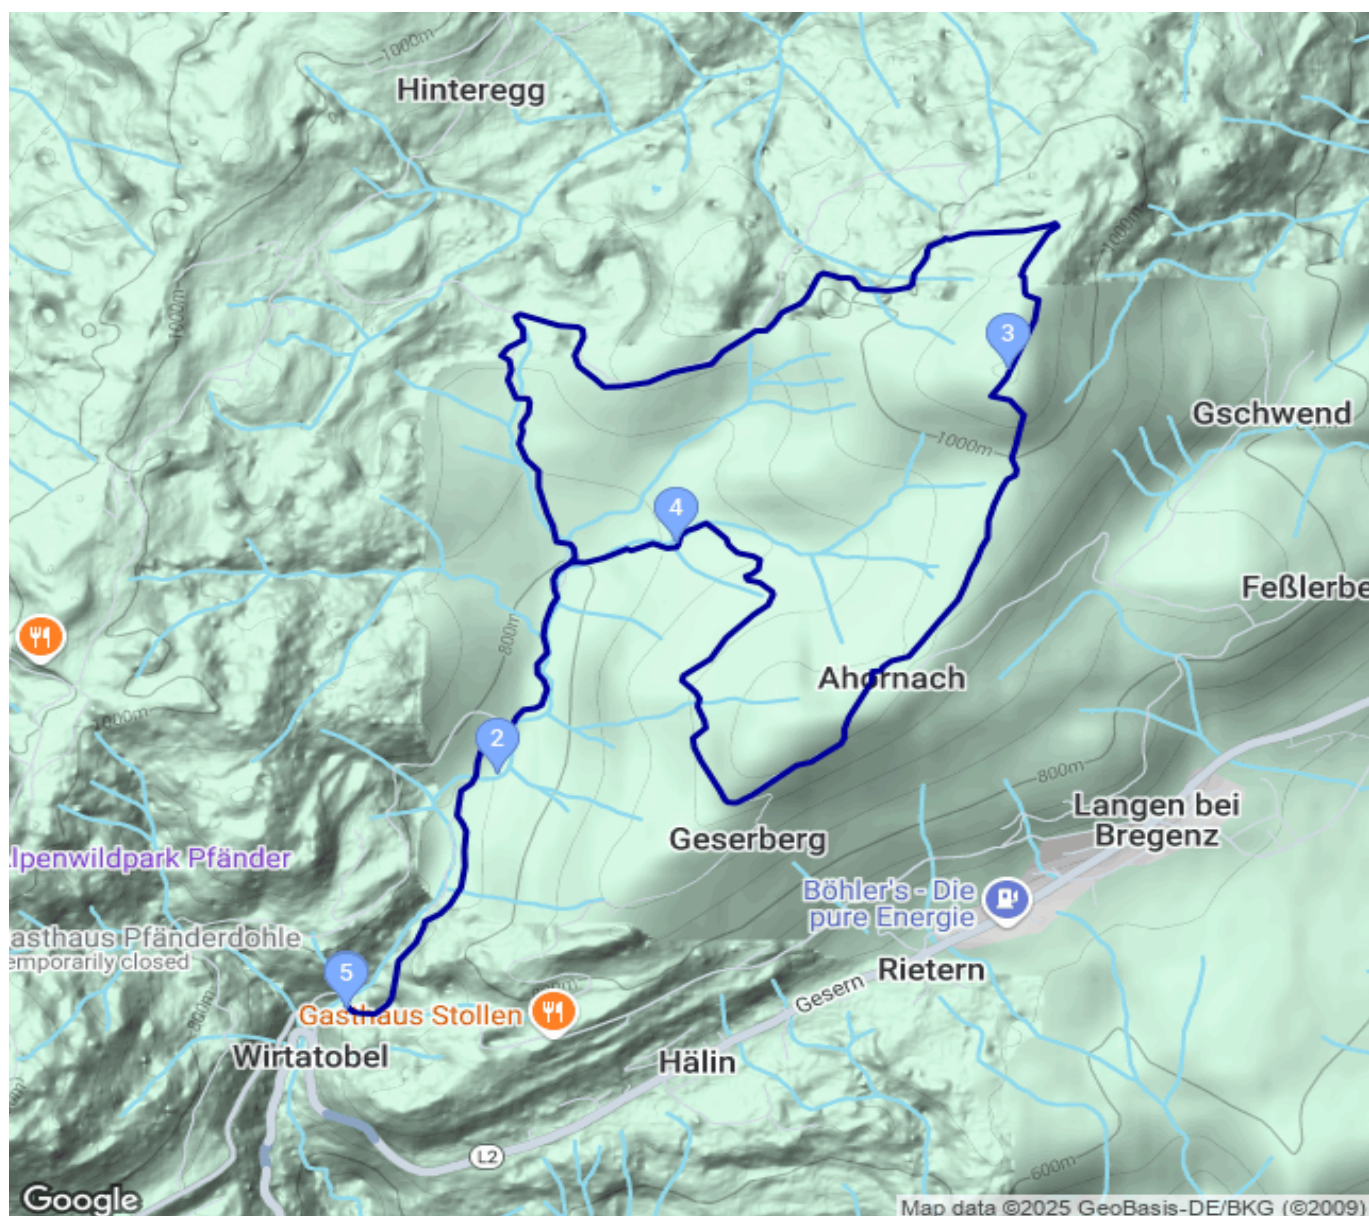 1000m
Hinteregg
1000m
1000m
3
Gschwend
1000m
4
Feßlerbe
800m
Ahornach
1000m
2
800m
Langen bei
Bregenz
Geserberg
lpenwildpark Pfänder
Böhler's - Die
pure Energie
asthaus Pfänderdohle
emporarily closed
Rietern
5
Gesern
Gasthaus Stollen
800m
Wirtatobel
Hälin
L2
600m
Google
Map data ©2025 GeoBasis-DE/BKG (©2009)